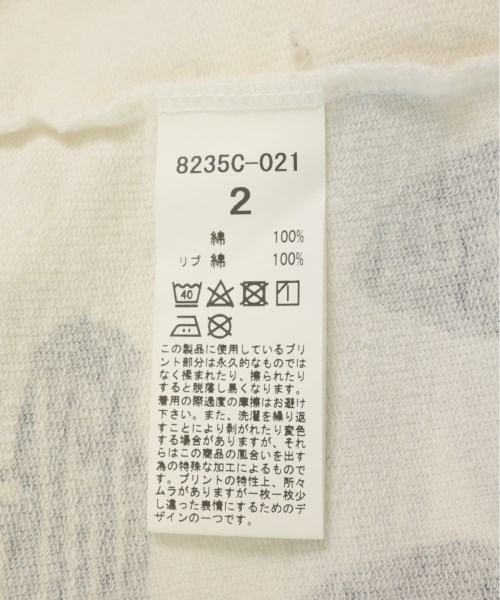 8235C-021
2
綿 100%
リブ 綿 100%
40
この製品に使用しているプリ
ント部分は永久的なものでは
なく揉まれたり、擦られたり
すると脱落し易くなります。
着用の際過度の摩擦はお避け
下さい。また、洗濯を繰り返
すことにより剥がれたり変色
する場合がありますが、それ
らはこの商品の風合いを出す
為の特殊な加工によるもので
す。プリントの特性上、所々
ムラがありますが一枚一枚少
し違った表情にするためのデ
ザインの一つです。